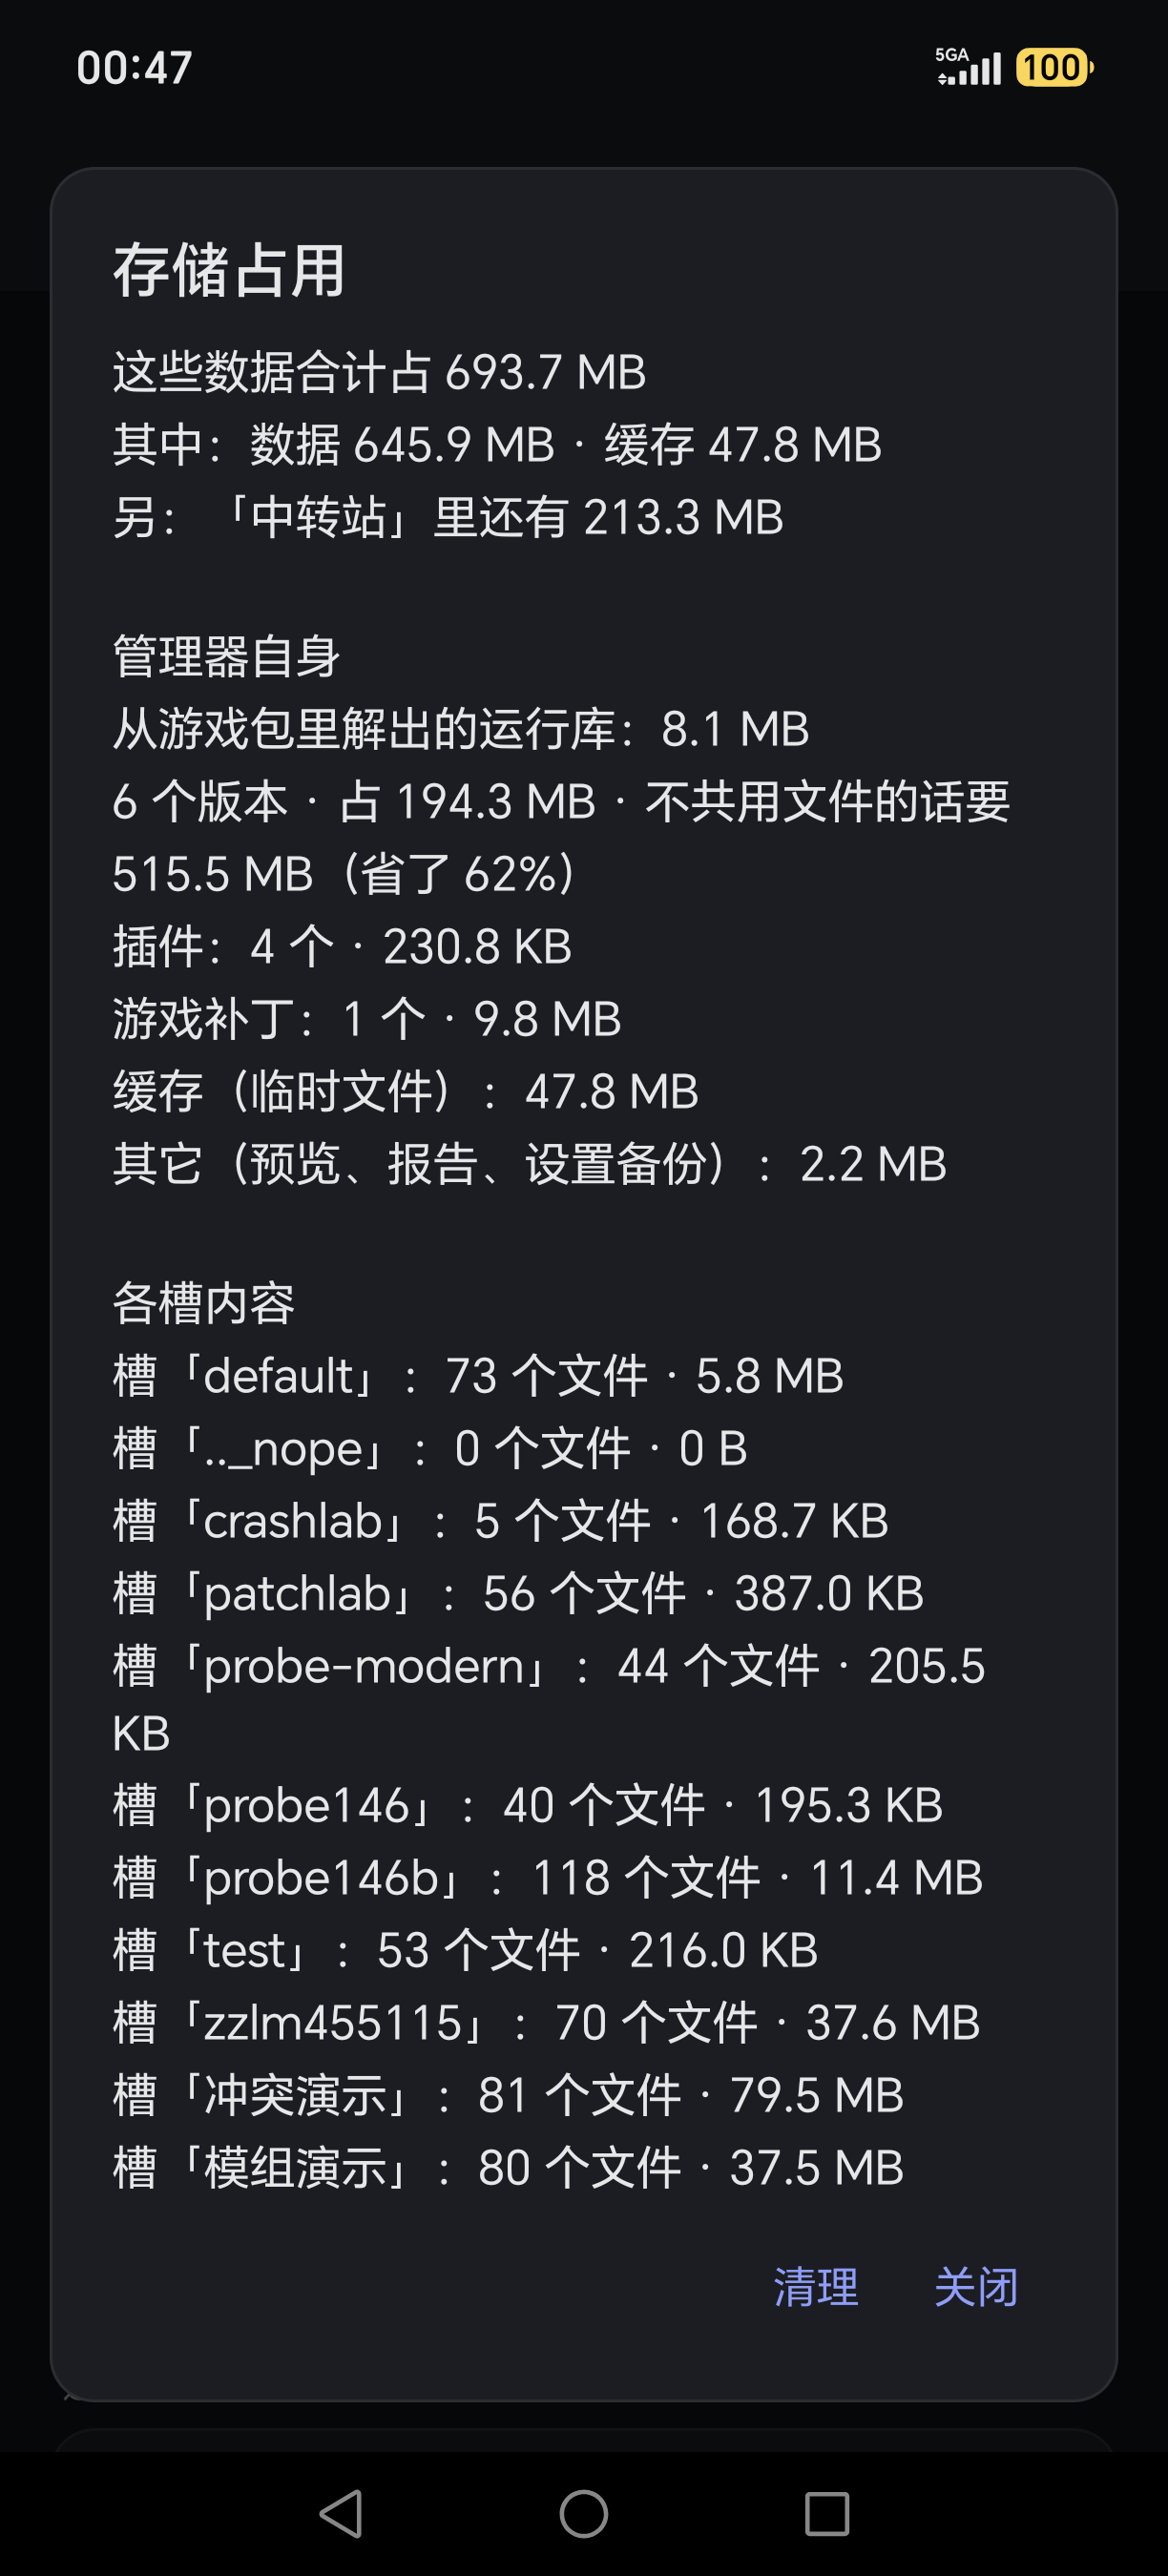 00:47
5GA
100
存储占用
这些数据合计占 693.7 MB
其中：数据 645.9 MB · 缓存 47.8 MB
另：「中转站」里还有 213.3 MB
管理器自身
从游戏包里解出的运行库：8.1 MB
6 个版本 · 占 194.3 MB · 不共用文件的话要
515.5 MB（省了 62%）
插件：4 个 · 230.8 KB
游戏补丁：1 个 · 9.8 MB
缓存（临时文件）：47.8 MB
其它（预览、报告、设置备份）：2.2 MB
各槽内容
槽「default」：73 个文件 · 5.8 MB
槽「.._nope」：0 个文件 · 0 B
槽「crashlab」：5 个文件 · 168.7 KB
槽「patchlab」：56 个文件 · 387.0 KB
槽「probe-modern」：44 个文件 · 205.5
KB
槽「probe146」：40 个文件 · 195.3 KB
槽「probe146b」：118 个文件 · 11.4 MB
槽「test」：53 个文件 · 216.0 KB
槽「zzlm455115」：70 个文件 · 37.6 MB
槽「冲突演示」：81 个文件 · 79.5 MB
槽「模组演示」：80 个文件 · 37.5 MB
清理 关闭